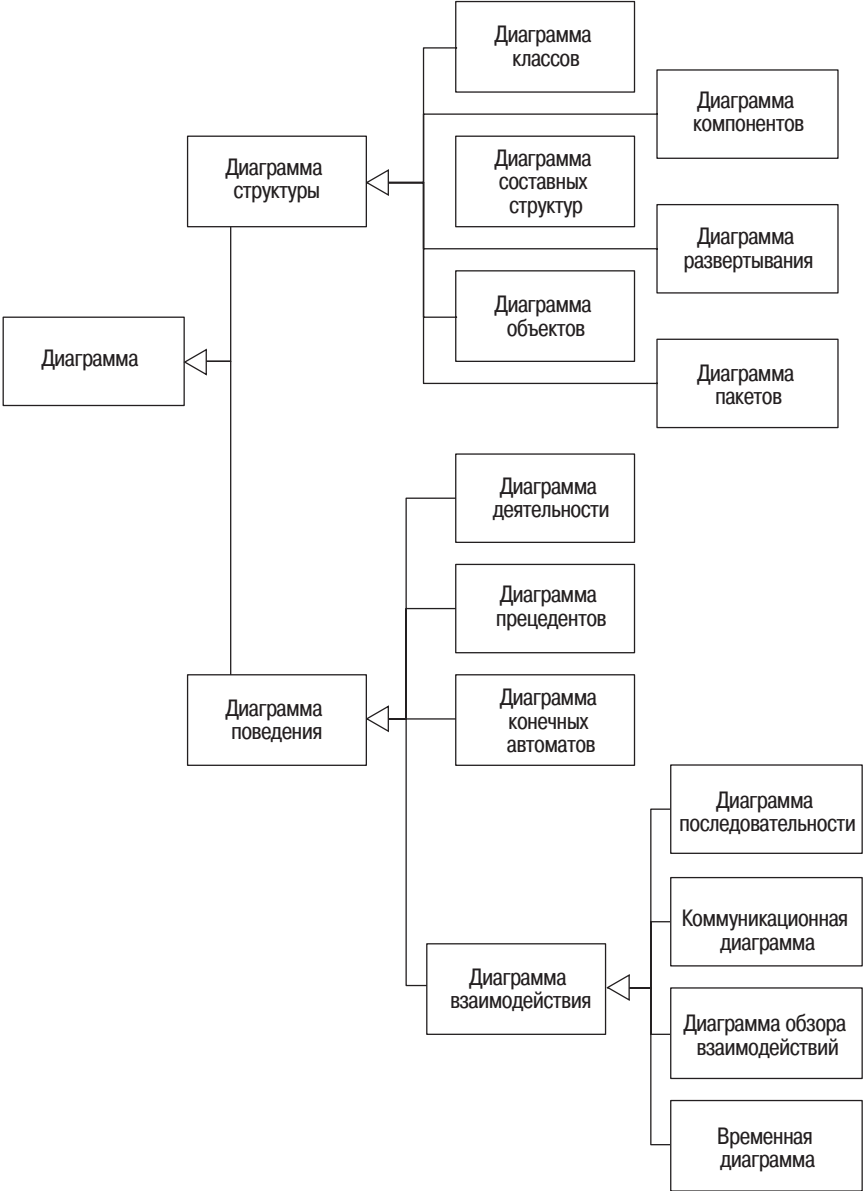 Диаграмма
классов
Диаграмма
компонентов
Диаграмма
структуры
Диаграмма
составных
структур
Диаграмма
развертывания
Диаграмма
объектов
Диаграмма
Диаграмма
пакетов
Диаграмма
деятельности
Диаграмма
прецедентов
Диаграмма
поведения
Диаграмма
конечных
автоматов
Диаграмма
последовательности
Коммуникационная
диаграмма
Диаграмма
взаимодействия
Диаграмма обзора
взаимодействий
Временная
диаграмма